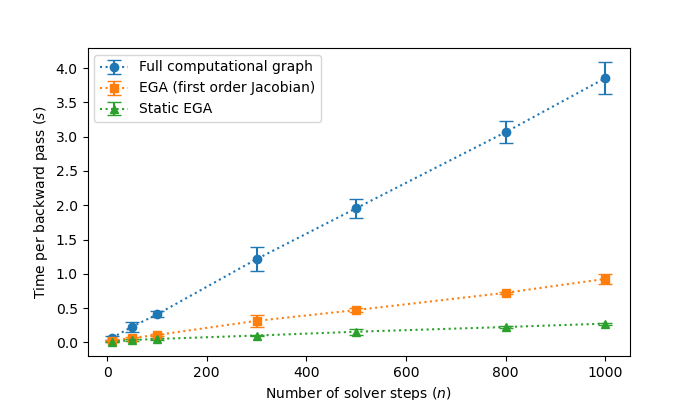 Full computational graph
EGA (first order Jacobian)
Static EGA
Time per backward pass (s)
4.0
3.5
3.0
2.5
2.0
1.5
1.0
0.5
0.0
0 200 400 600 800 1000
Number of solver steps (n)